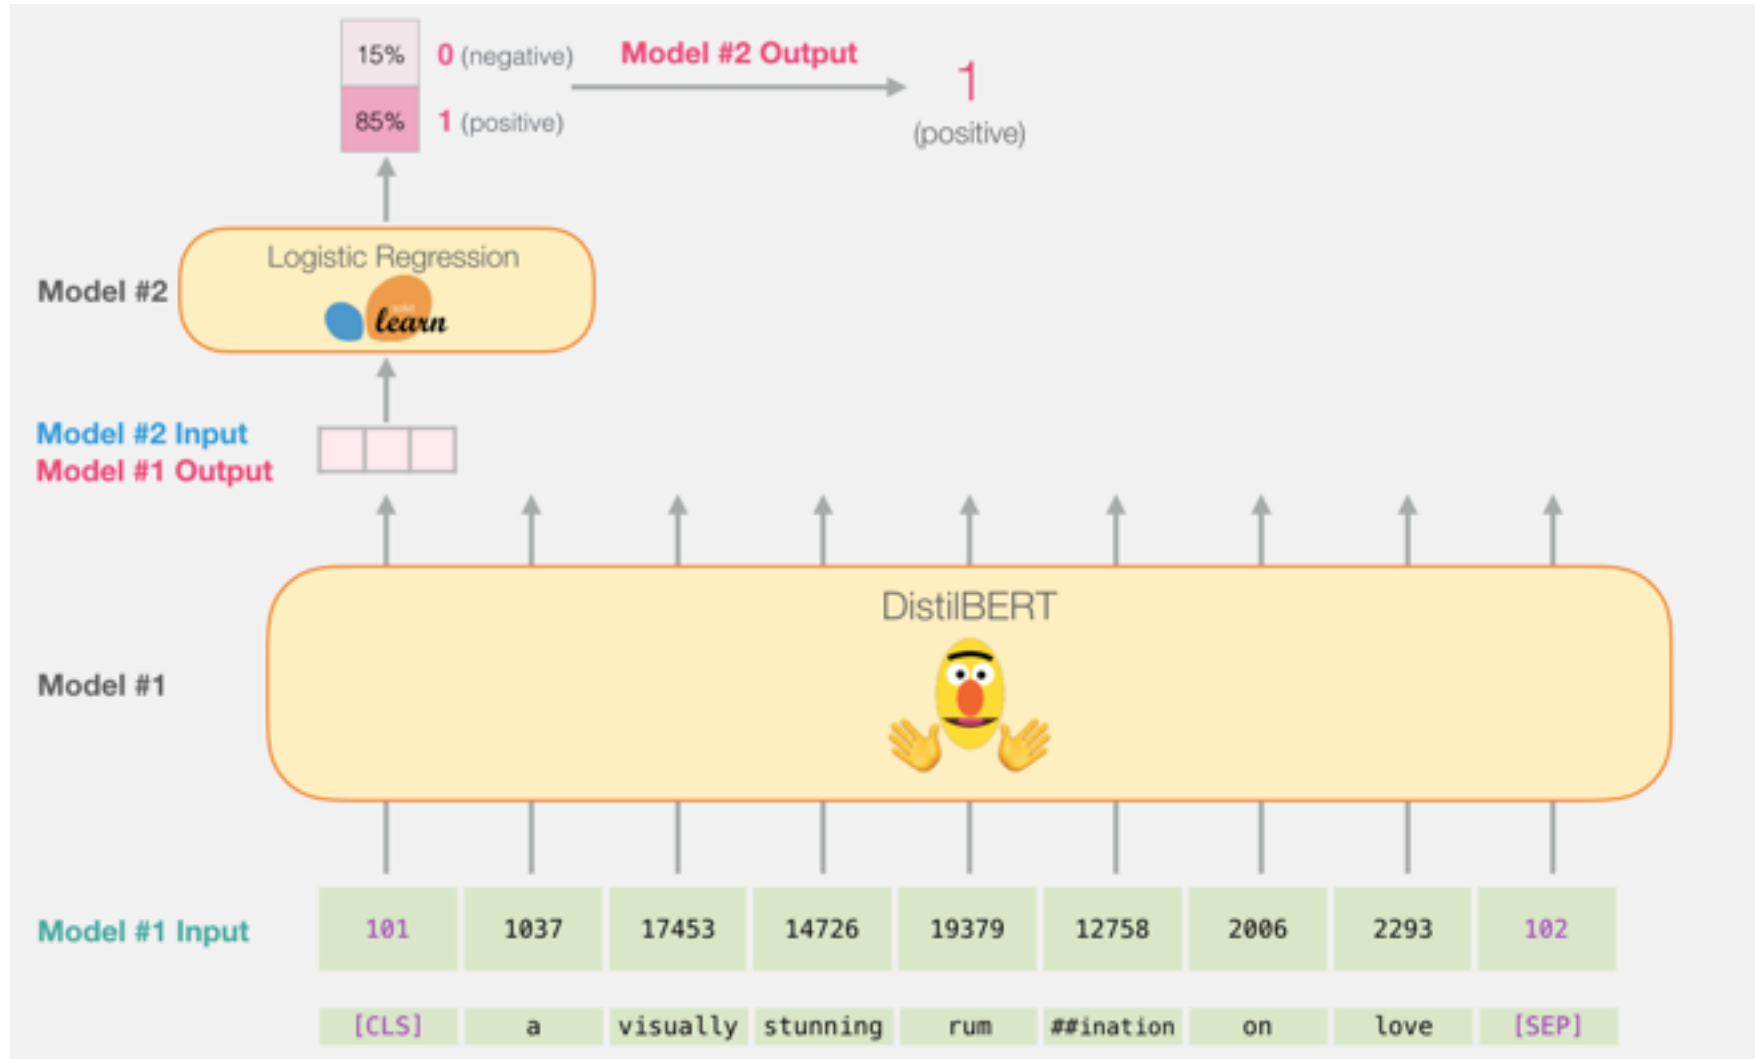 15% 0 (negative) Model #2 Output 1
85% 1 (positive) (positive)
Logistic Regression
Model #2
learn
Model #2 Input
Model #1 Output
DistilBERT
Model #1
Model #1 Input 101 1037 17453 14726 19379 12758 2006 2293 102
[CLS] a visually stunning rum ##ination on love [SEP]